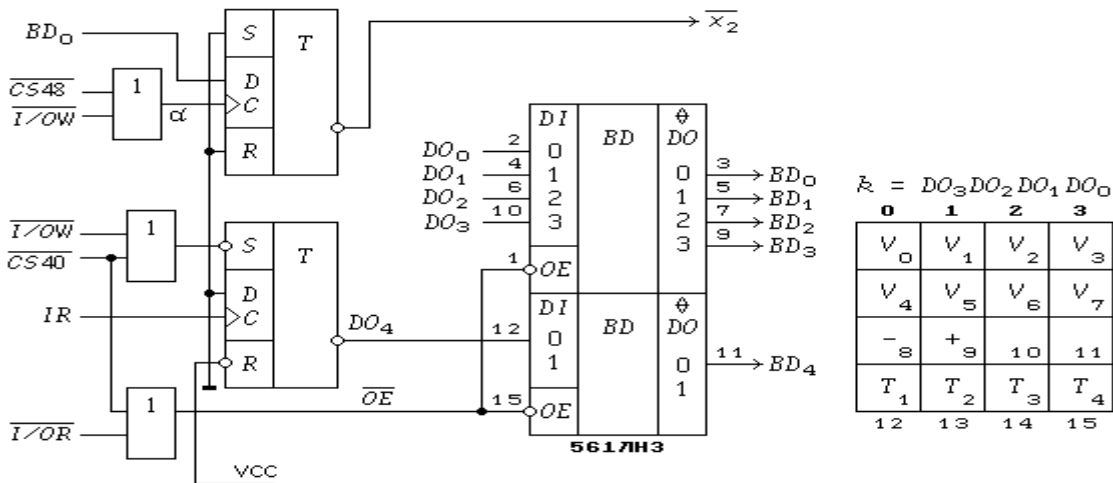 BD0
CS48
I/OW
1
α
S T
D
C
R
x2
I/OW
CS40
1
S T
D
C
R
IR
DO4
I/OR
1
OE
VCC
DI BD θ
DO
DO0 2 0
DO1 4 1
DO2 6 2
DO3 10 3
0 3 BD0
1 5 BD1
2 7 BD2
3 9 BD3
1 OE
DI BD θ
DO
12 0
1
0 11 BD4
1
15 OE
561ЛН3
k = DO3DO2DO1DO0
0 1 2 3
V0 V1 V2 V3
V4 V5 V6 V7
−8 +9 10 11
T1 T2 T3 T4
12 13 14 15